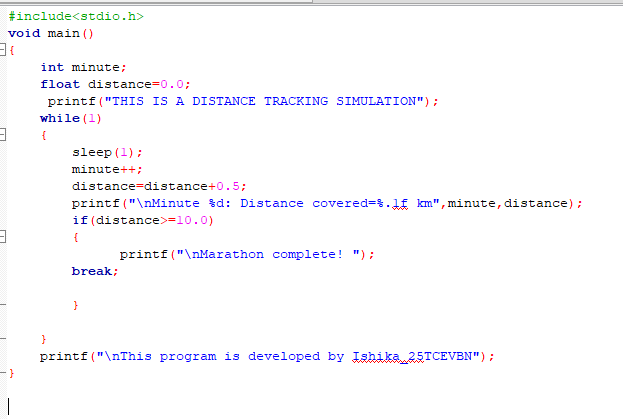 #include<stdio.h>
void main()
{
int minute;
float distance=0.0;
printf("THIS IS A DISTANCE TRACKING SIMULATION");
while(1)
{
sleep(1);
minute++;
distance=distance+0.5;
printf("\nMinute %d: Distance covered=%.1f km",minute,distance);
if(distance>=10.0)
{
printf("\nMarathon complete! ");
break;
}
}
printf("\nThis program is developed by Ishika_25TCEVBN");
}